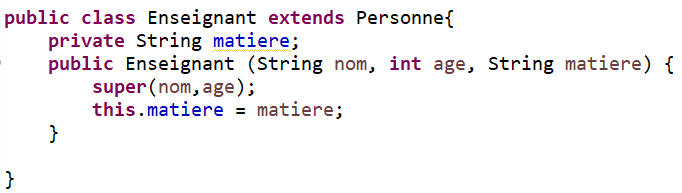 public class Enseignant extends Personne{
    private String matiere;
    public Enseignant (String nom, int age, String matiere) {
        super(nom,age);
        this.matiere = matiere;
    }
}